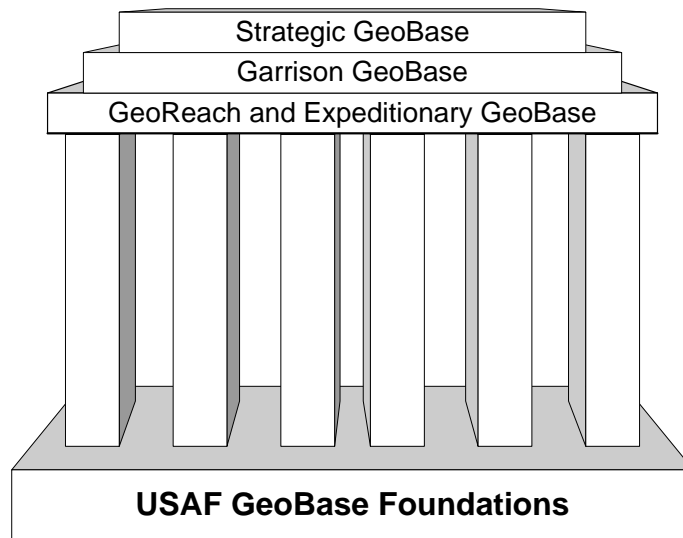 Strategic GeoBase
Garrison GeoBase
GeoReach and Expeditionary GeoBase
USAF GeoBase Foundations